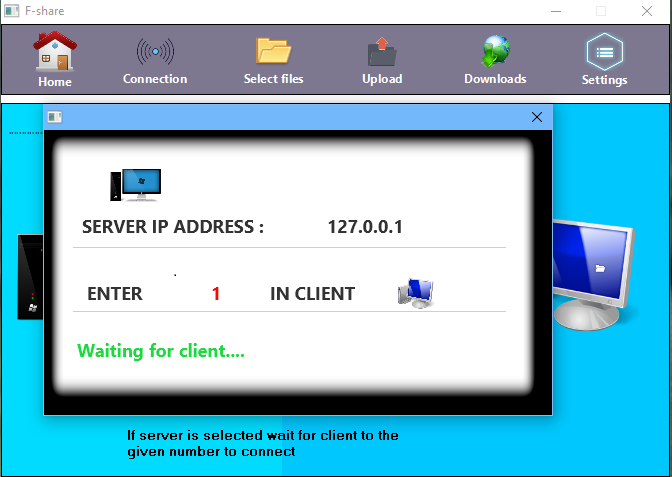 F-share
Home
Connection
Select files
Upload
Downloads
Settings
SERVER IP ADDRESS :
127.0.0.1
ENTER
1
IN CLIENT
Waiting for client....
If server is selected wait for client to the
given number to connect